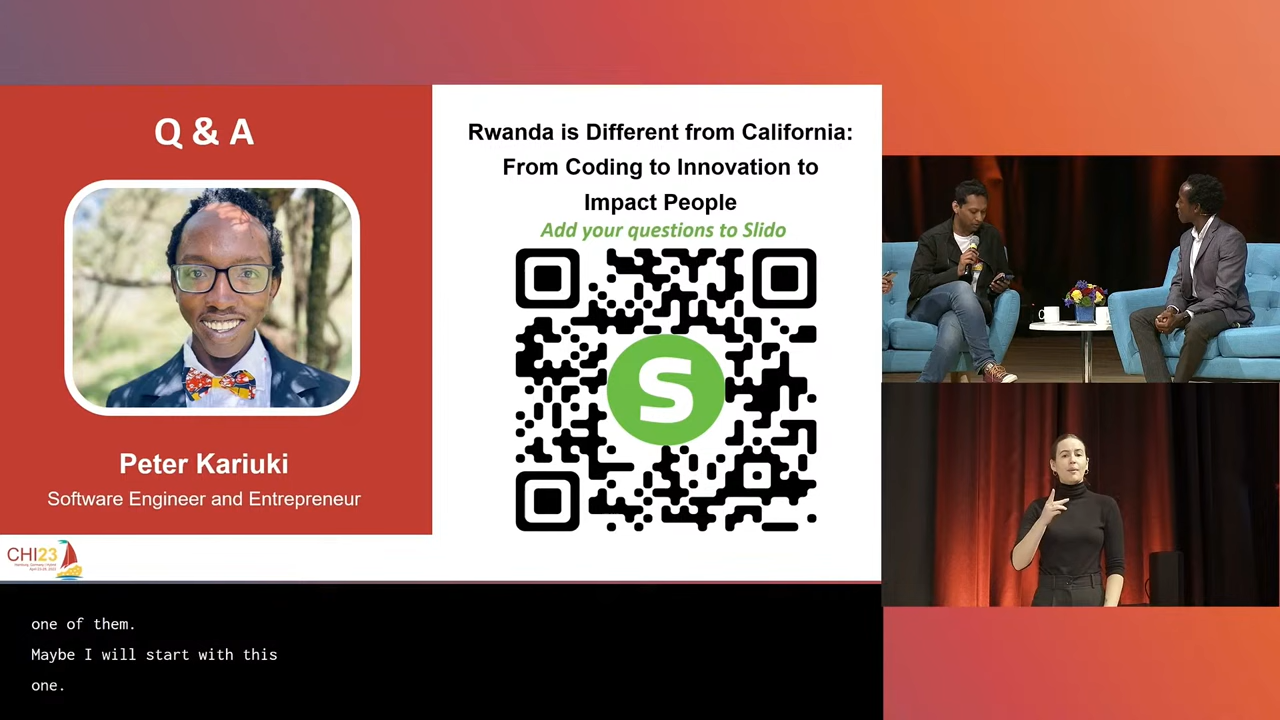 Q & A
Peter Kariuki
Software Engineer and Entrepreneur
CHI23
Rwanda is Different from California:
From Coding to Innovation to
Impact People
Add your questions to Slido
S
one of them.
Maybe I will start with this
one.